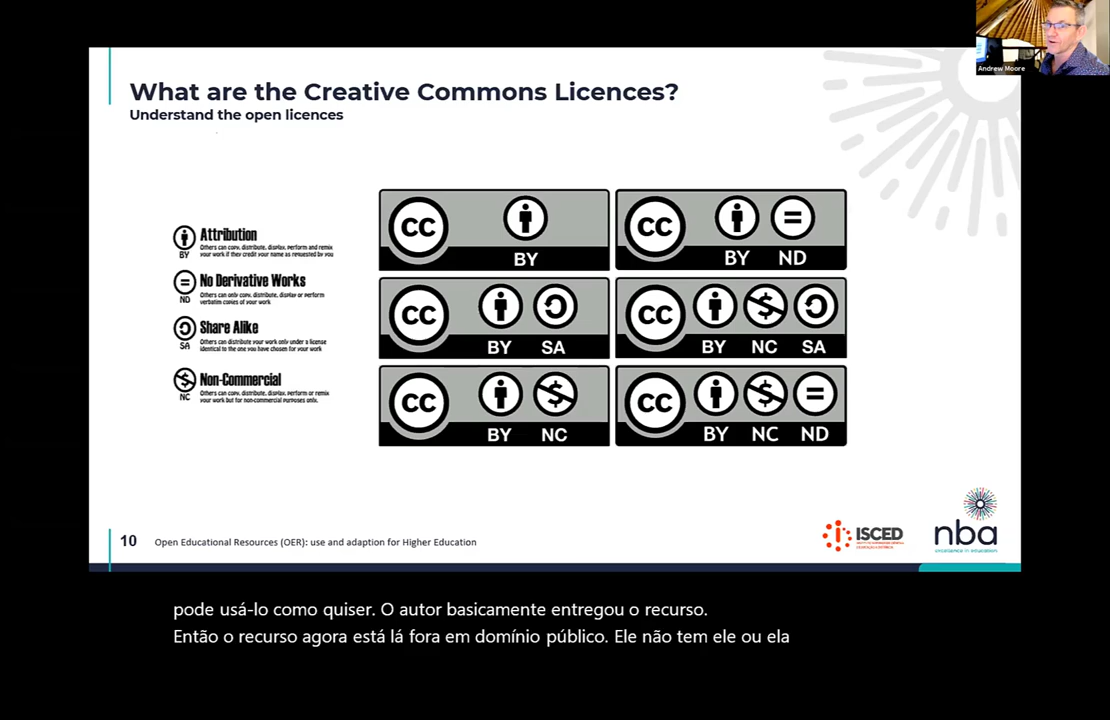 Andrew Moore
What are the Creative Commons Licences?
Understand the open licences
BY
Attribution
Others can copy, distribute, display, perform and remix
your work if they credit your name as requested by you
ND
No Derivative Works
Others can only copy, distribute, display or perform
verbatim copies of your work
SA
Share Alike
Others can distribute your work only under a license
identical to the one you have chosen for your work
NC
Non-Commercial
Others can copy, distribute, display, perform or remix
your work but for non-commercial purposes only.
CC
BY
CC
BY ND
CC
BY SA
CC
BY NC SA
CC
BY NC
CC
BY NC ND
10 Open Educational Resources (OER): use and adaption for Higher Education
ISCED
nba
excellence in education
pode usá-lo como quiser. O autor basicamente entregou o recurso.
Então o recurso agora está lá fora em domínio público. Ele não tem ele ou ela